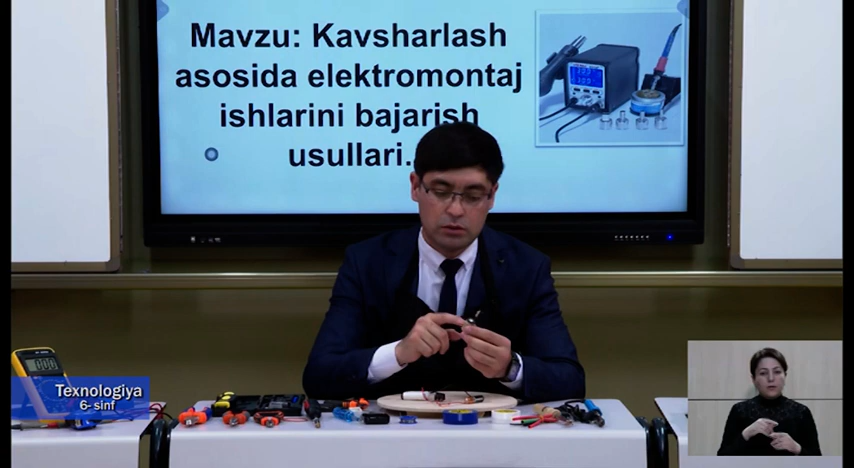 Mavzu: Kavsharlash
asosida elektromontaj
ishlarini bajarish
usullari.
Texnologiya
6- sinf